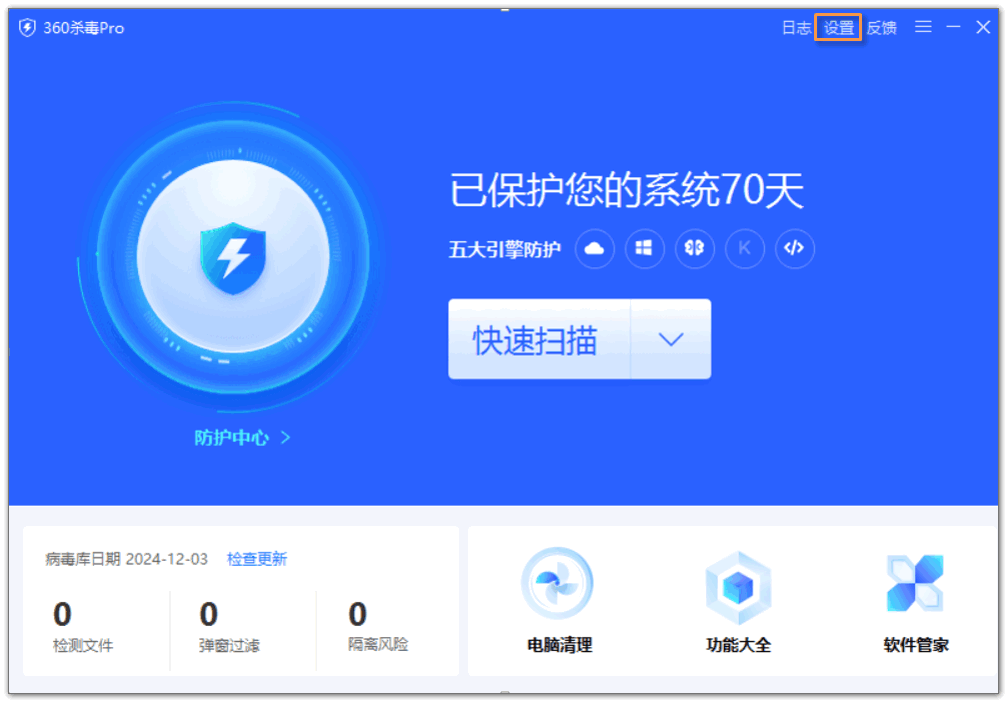 360杀毒Pro
日志 设置 反馈
已保护您的系统70天
五大引擎防护 K </>
快速扫描
防护中心 >
病毒库日期 2024-12-03 检查更新
0 0 0
检测文件 弹窗过滤 隔离风险
电脑清理 功能大全 软件管家